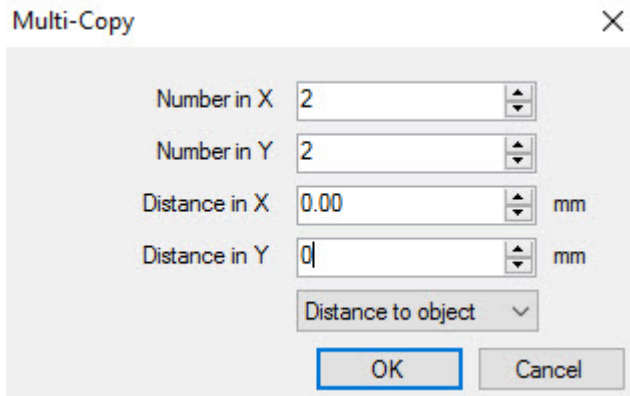 Multi-Copy
Number in X 2
Number in Y 2
Distance in X 0.00 mm
Distance in Y 0 mm
Distance to object
OK Cancel